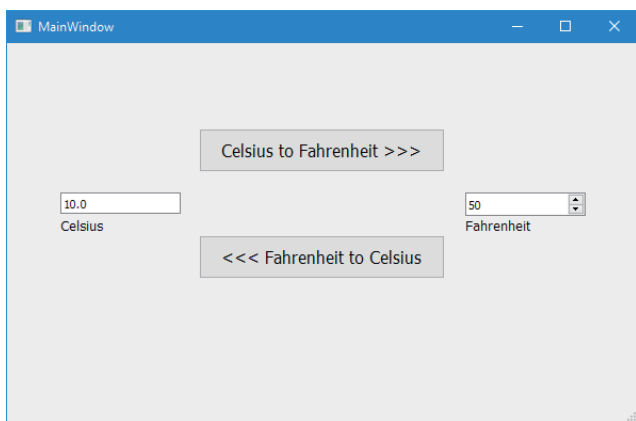 MainWindow
Celsius to Fahrenheit >>>
10.0
50
Celsius
Fahrenheit
<<< Fahrenheit to Celsius